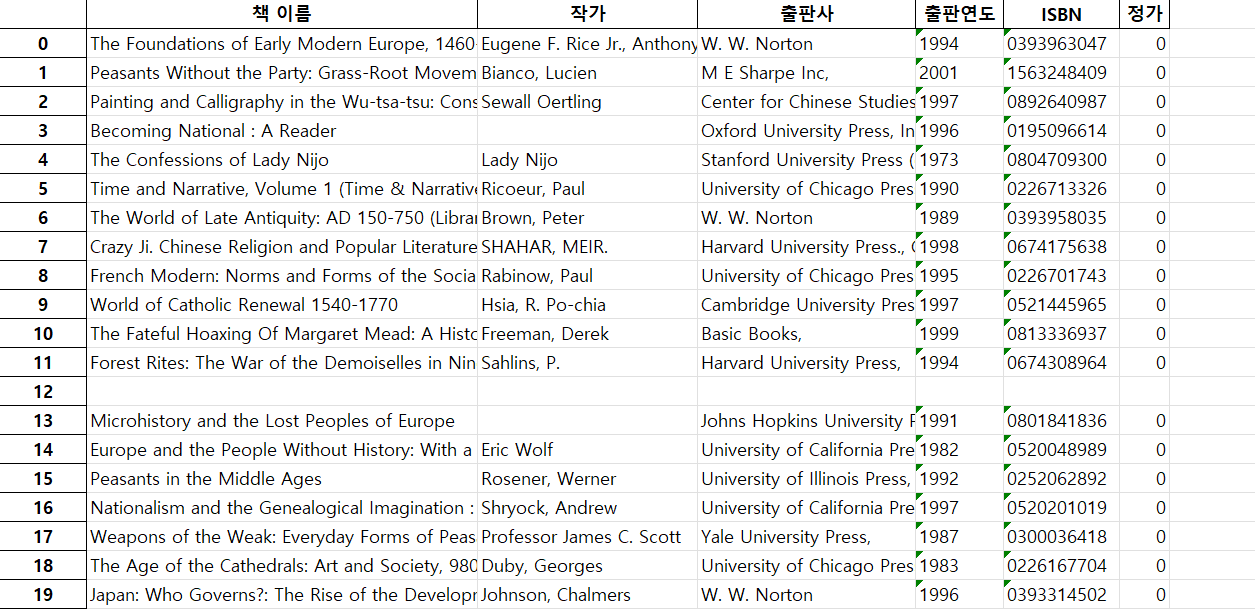 책 이름 작가 출판사 출판연도 ISBN 정가
0 The Foundations of Early Modern Europe, 1460 Eugene F. Rice Jr., Anthony W. W. Norton 1994 0393963047 0
1 Peasants Without the Party: Grass-Root Movem Bianco, Lucien M E Sharpe Inc, 2001 1563248409 0
2 Painting and Calligraphy in the Wu-tsa-tsu: Cons Sewall Oertling Center for Chinese Studies 1997 0892640987 0
3 Becoming National : A Reader Oxford University Press, In 1996 0195096614 0
4 The Confessions of Lady Nijo Lady Nijo Stanford University Press ( 1973 0804709300 0
5 Time and Narrative, Volume 1 (Time & Narrative Ricoeur, Paul University of Chicago Pres 1990 0226713326 0
6 The World of Late Antiquity: AD 150-750 (Librar Brown, Peter W. W. Norton 1989 0393958035 0
7 Crazy Ji. Chinese Religion and Popular Literature SHAHAR, MEIR. Harvard University Press., 1998 0674175638 0
8 French Modern: Norms and Forms of the Socia Rabinow, Paul University of Chicago Pres 1995 0226701743 0
9 World of Catholic Renewal 1540-1770 Hsia, R. Po-chia Cambridge University Pres 1997 0521445965 0
10 The Fateful Hoaxing Of Margaret Mead: A Histo Freeman, Derek Basic Books, 1999 0813336937 0
11 Forest Rites: The War of the Demoiselles in Nin Sahlins, P. Harvard University Press, 1994 0674308964 0
12
13 Microhistory and the Lost Peoples of Europe Johns Hopkins University P 1991 0801841836 0
14 Europe and the People Without History: With a Eric Wolf University of California Pre 1982 0520048989 0
15 Peasants in the Middle Ages Rosener, Werner University of Illinois Press, 1992 0252062892 0
16 Nationalism and the Genealogical Imagination : Shryock, Andrew University of California Pre 1997 0520201019 0
17 Weapons of the Weak: Everyday Forms of Peas Professor James C. Scott Yale University Press, 1987 0300036418 0
18 The Age of the Cathedrals: Art and Society, 980 Duby, Georges University of Chicago Pres 1983 0226167704 0
19 Japan: Who Governs?: The Rise of the Developr Johnson, Chalmers W. W. Norton 1996 0393314502 0